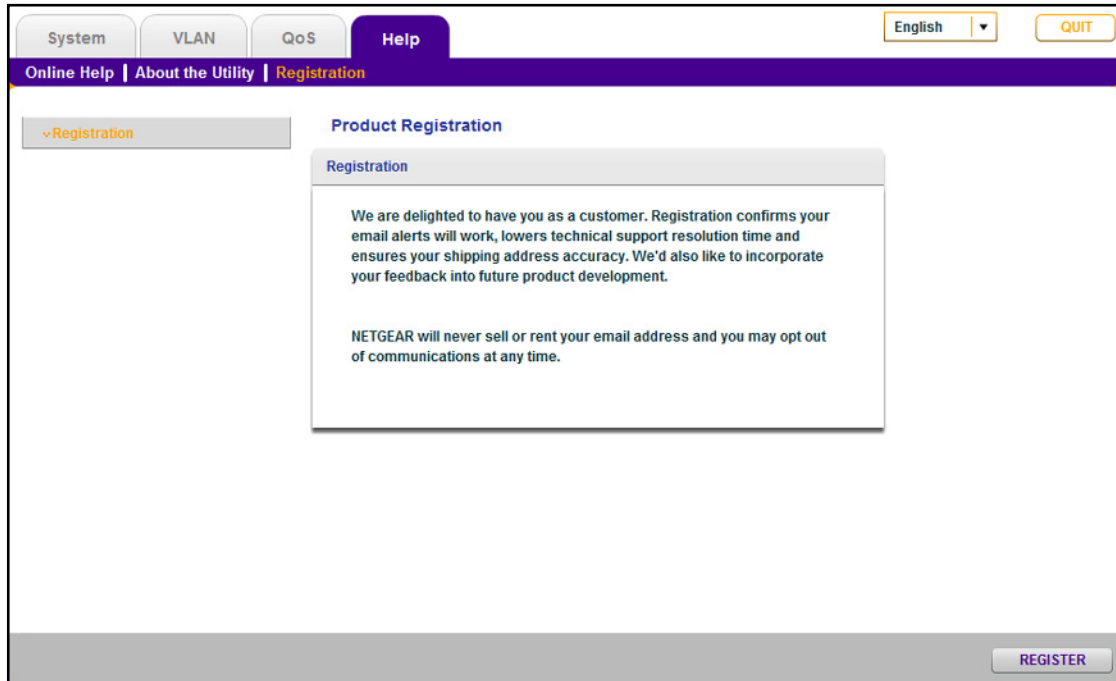 System VLAN QoS Help English QUIT
Online Help | About the Utility | Registration
Registration
Product Registration
Registration
We are delighted to have you as a customer. Registration confirms your
email alerts will work, lowers technical support resolution time and
ensures your shipping address accuracy. We'd also like to incorporate
your feedback into future product development.
NETGEAR will never sell or rent your email address and you may opt out
of communications at any time.
REGISTER